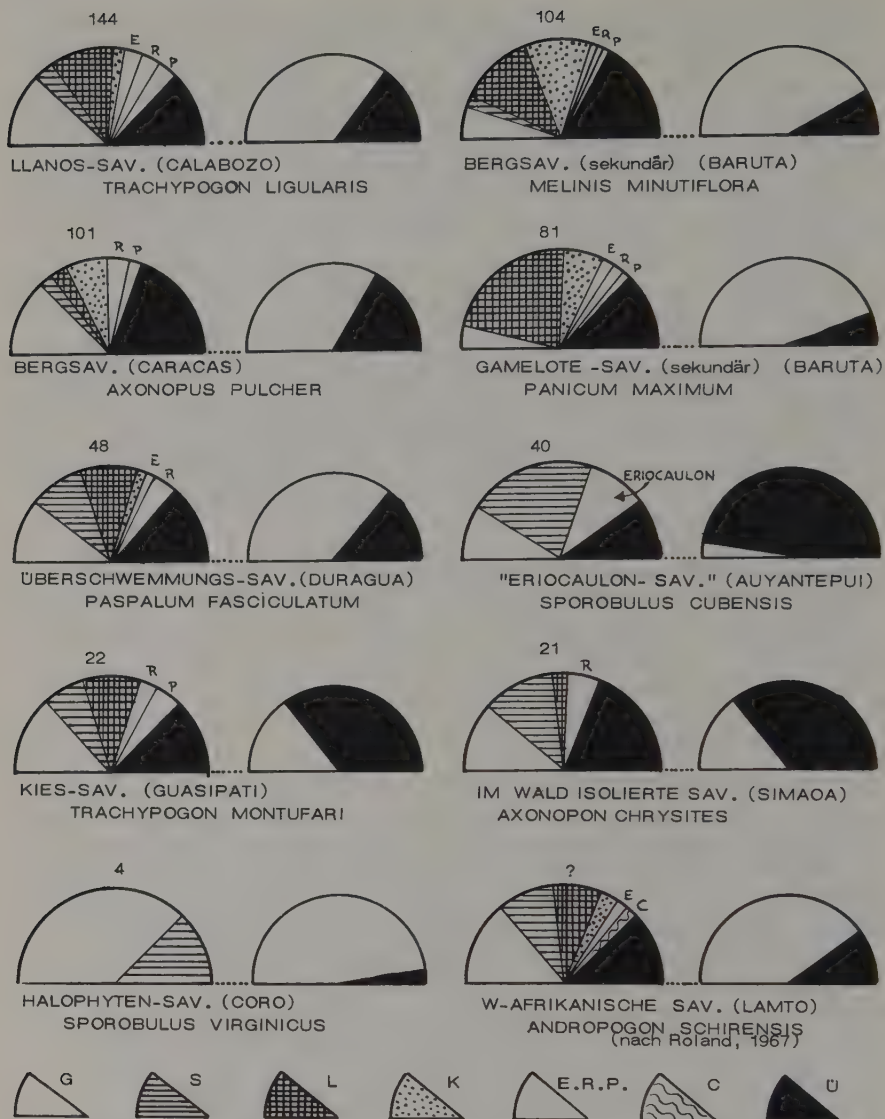 144
E R P
LLANOS-SAV. (CALABOZO)
TRACHYPOGON LIGULARIS
104
E R P
BERGSAV. (sekundär) (BARUTA)
MELINIS MINUTIFLORA
101
R P
BERGSAV. (CARACAS)
AXONOPUS PULCHER
81
E R P
GAMELOTE -SAV. (sekundär) (BARUTA)
PANICUM MAXIMUM
48
E R
ÜBERSCHWEMMUNGS-SAV.(DURAGUA)
PASPALUM FASCICULATUM
40
ERIOCAULON
"ERIOCAULON- SAV." (AUYANTEPUI)
SPOROBULUS CUBENSIS
22
R P
KIES-SAV. (GUASIPATI)
TRACHYPOGON MONTUFARI
21
R
IM WALD ISOLIERTE SAV. (SIMAOA)
AXONOPON CHRYSITES
4
HALOPHYTEN-SAV. (CORO)
SPOROBULUS VIRGINICUS
?
E C
W-AFRIKANISCHE SAV. (LAMTO)
ANDROPOGON SCHIRENSIS
(nach Roland, 1967)
G S L K E.R.P. C Ü